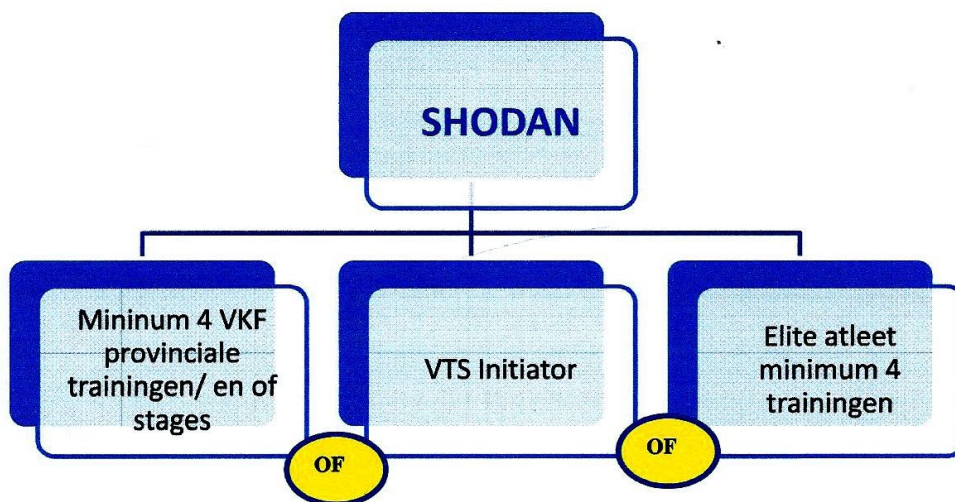 SHODAN
Mininum 4 VKF
provinciale
trainingen/ en of
stages
VTS Initiator
Elite atleet
minimum 4
trainingen
OF
OF